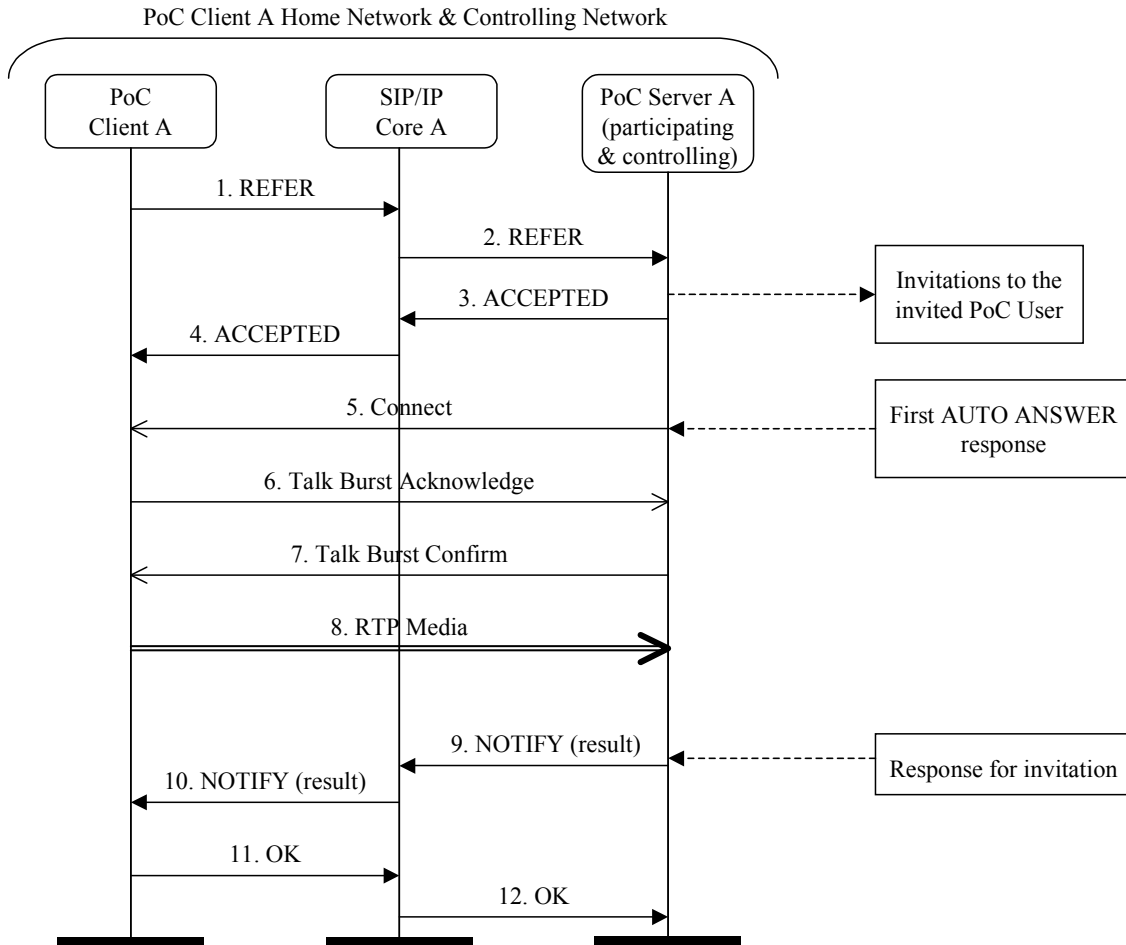 PoC Client A Home Network & Controlling Network
PoC
Client A
SIP/IP
Core A
PoC Server A
(participating
& controlling)
1. REFER
2. REFER
Invitations to the
invited PoC User
3. ACCEPTED
4. ACCEPTED
5. Connect
First AUTO ANSWER
response
6. Talk Burst Acknowledge
7. Talk Burst Confirm
8. RTP Media
9. NOTIFY (result)
Response for invitation
10. NOTIFY (result)
11. OK
12. OK